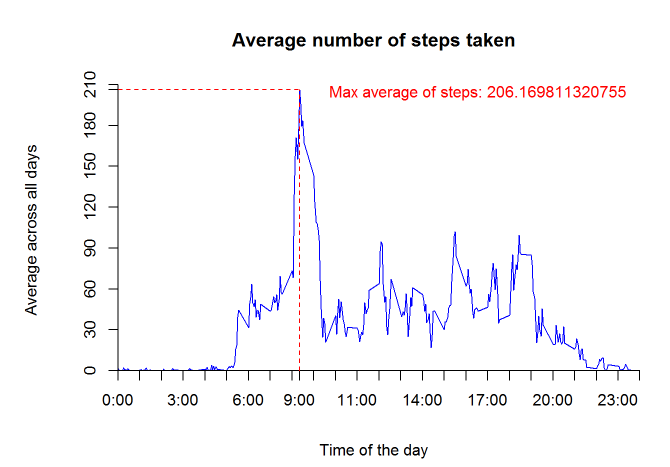 Average number of steps taken
Max average of steps: 206.169811320755
Average across all days
210
180
150
120
90
60
30
0
0:00 3:00 6:00 9:00 11:00 14:00 17:00 20:00 23:00
Time of the day